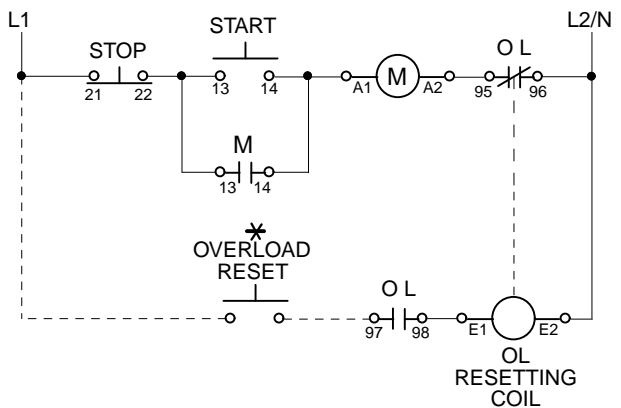 L1
L2/N
STOP
START
O L
M
21
22
13
14
A1
A2
95
96
M
13
14
*
OVERLOAD
RESET
O L
97
98
E1
E2
OL
RESETTING
COIL